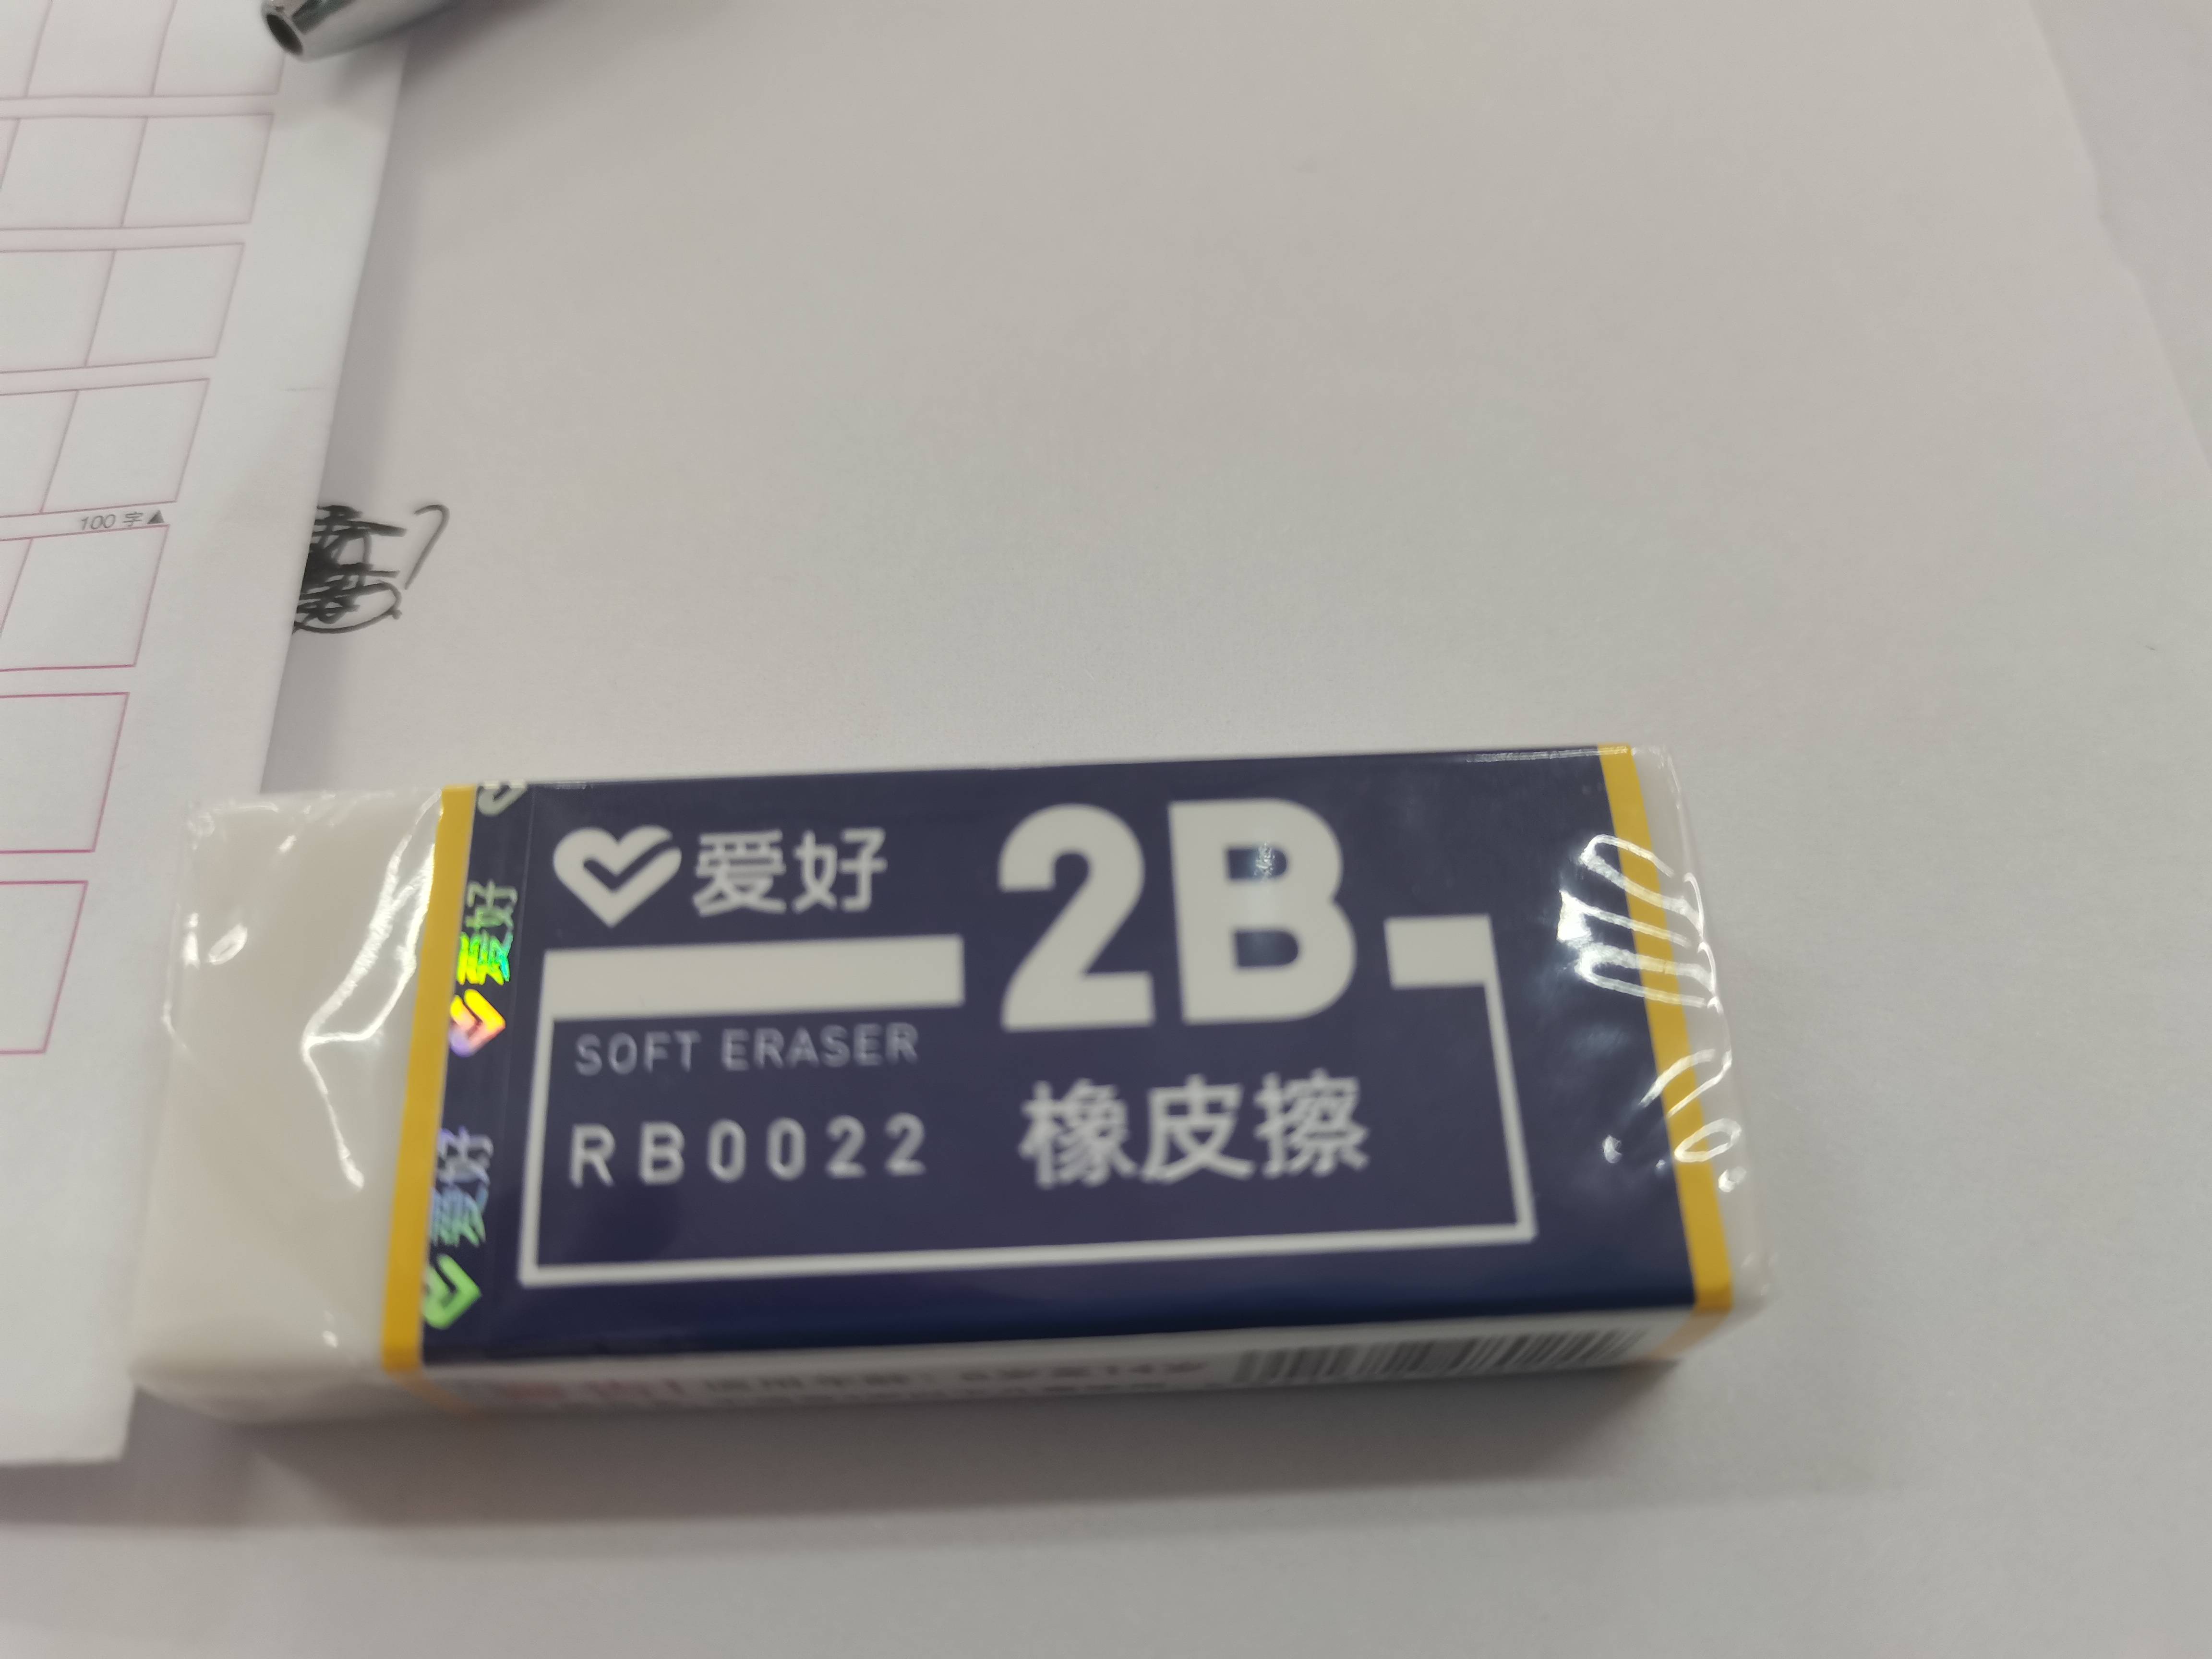 100字▲
爱好
2B
SOFT ERASER
RB0022
橡皮擦
爱好
爱好